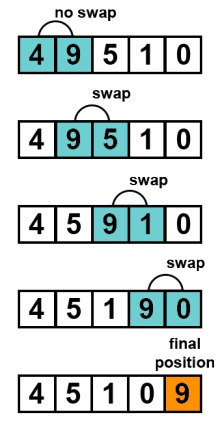 no swap
4 9 5 1 0
swap
4 9 5 1 0
swap
4 5 9 1 0
swap
4 5 1 9 0
final
position
4 5 1 0 9